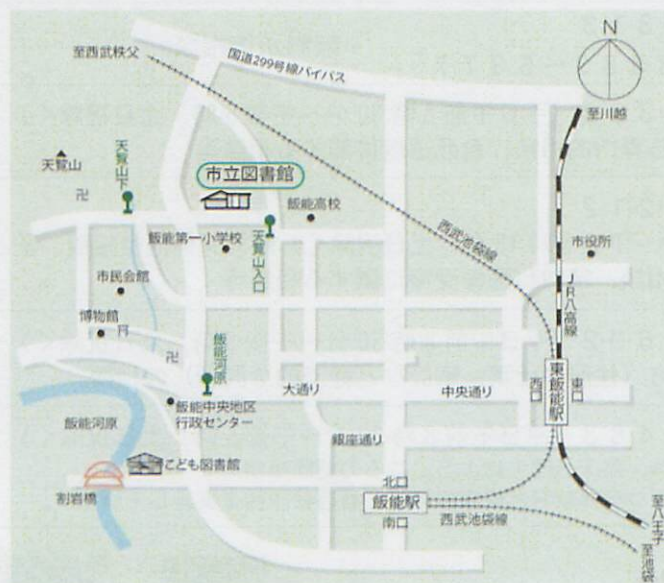 N
至西武秩父
国道299号線バイパス
至川越
天覧山
天覧山下
市立図書館
飯能高校
飯能第一小学校
天覧山入口
西武池袋線
市役所
JR八高線
市民会館
博物館
飯能河原
大通り
中央通り
西口
東飯能駅
東口
飯能中央地区
行政センター
飯能河原
銀座通り
こども図書館
割岩橋
北口
飯能駅
南口
西武池袋線
至八王子
至池袋